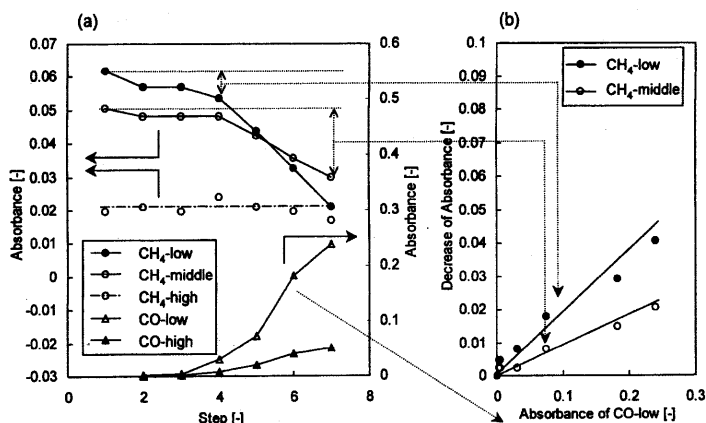 (a)
0.07
0.06
0.05
0.04
0.03
0.02
0.01
0
-0.01
-0.02
-0.03
Absorbance [-]
0.6
0.5
0.4
0.3
0.2
0.1
0
Absorbance [-]
CH4-low
CH4-middle
CH4-high
CO-low
CO-high
0 2 4 6 8
Step [-]
(b)
0.1
0.09
0.08
0.07
0.06
0.05
0.04
0.03
0.02
0.01
0
Decrease of Absorbance [-]
CH4-low
CH4-middle
0 0.1 0.2 0.3
Absorbance of CO-low [-]